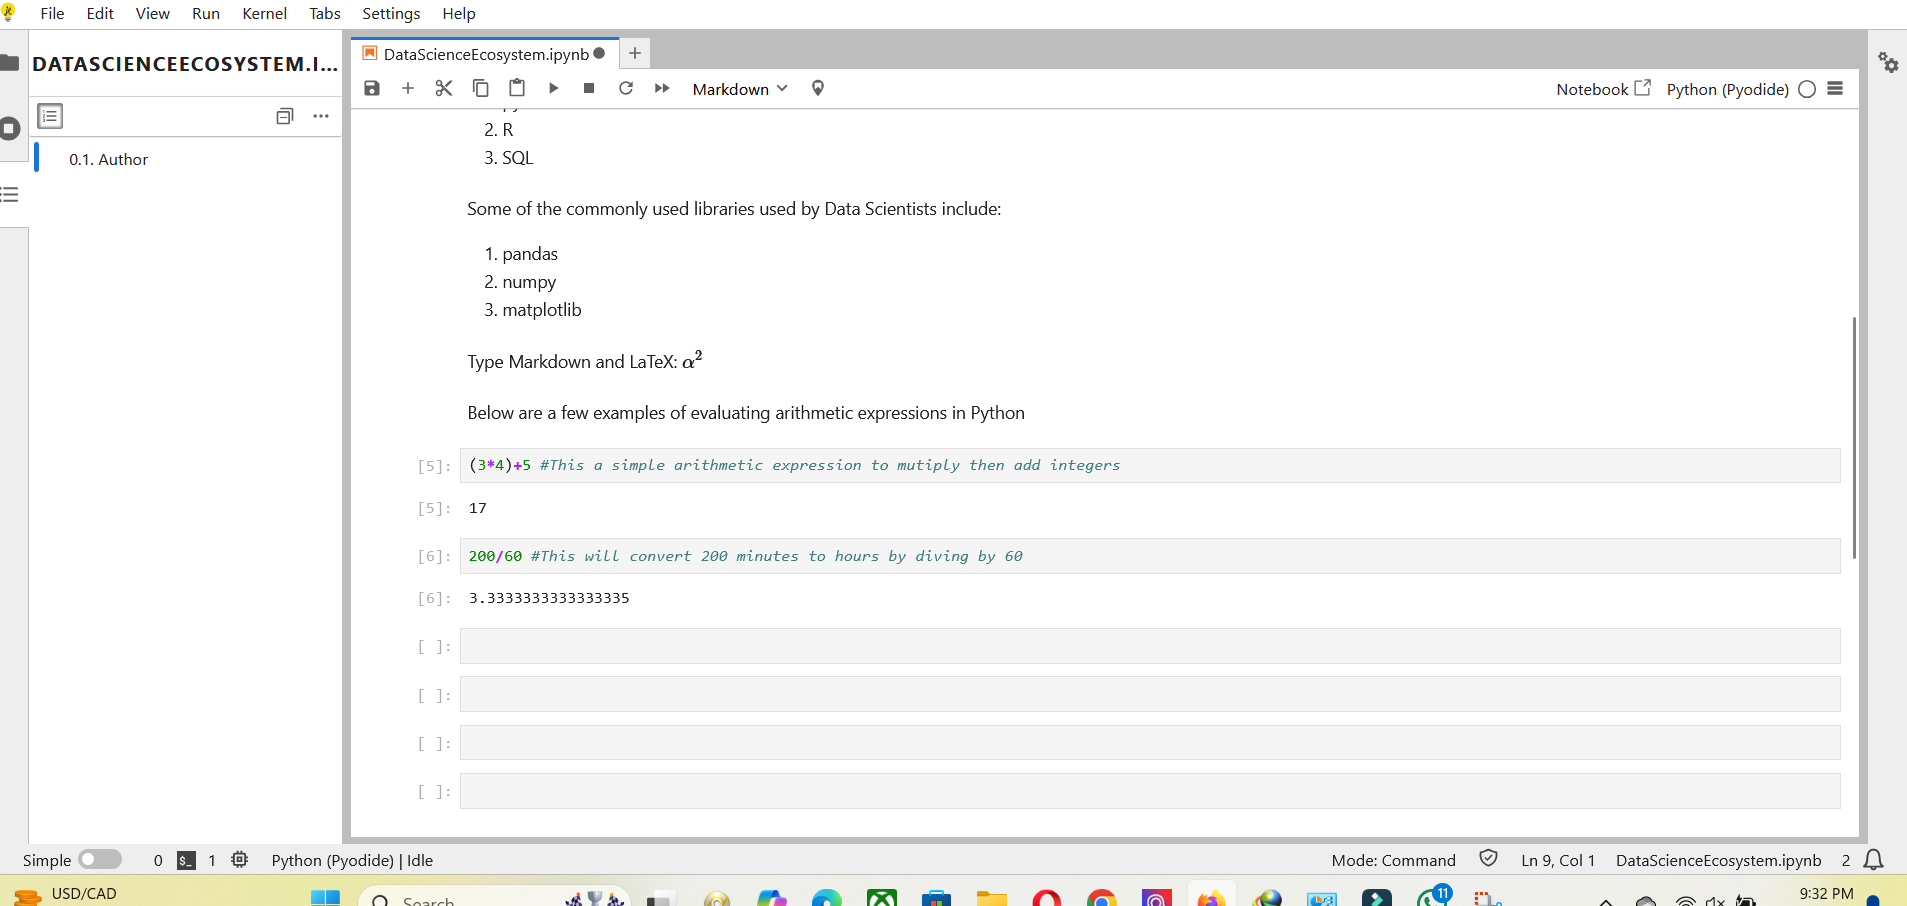 File Edit View Run Kernel Tabs Settings Help
DATASCIENCEECOSYSTEM.I...
DataScienceEcosystem.ipynb
Markdown
Notebook
Python (Pyodide)
0.1. Author
2. R
3. SQL
Some of the commonly used libraries used by Data Scientists include:
1. pandas
2. numpy
3. matplotlib
Type Markdown and LaTeX: α²
Below are a few examples of evaluating arithmetic expressions in Python
[5]: (3*4)+5 #This a simple arithmetic expression to mutiply then add integers
[5]: 17
[6]: 200/60 #This will convert 200 minutes to hours by diving by 60
[6]: 3.3333333333333335
[ ]:
[ ]:
[ ]:
[ ]:
Simple 0 $_ 1 Python (Pyodide) | Idle Mode: Command Ln 9, Col 1 DataScienceEcosystem.ipynb 2
USD/CAD
Search
11
9:32 PM